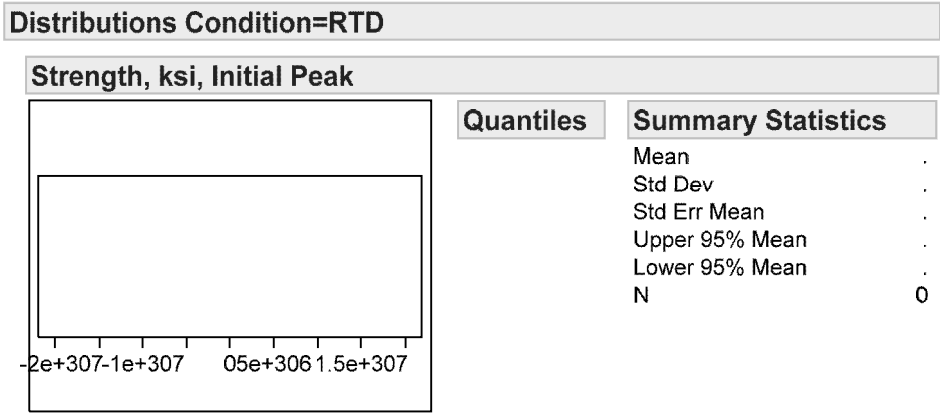 Distributions Condition=RTD
Strength, ksi, Initial Peak
-2e+307-1e+307 05e+306 1.5e+307
Quantiles
Summary Statistics
Mean .
Std Dev .
Std Err Mean .
Upper 95% Mean .
Lower 95% Mean .
N 0